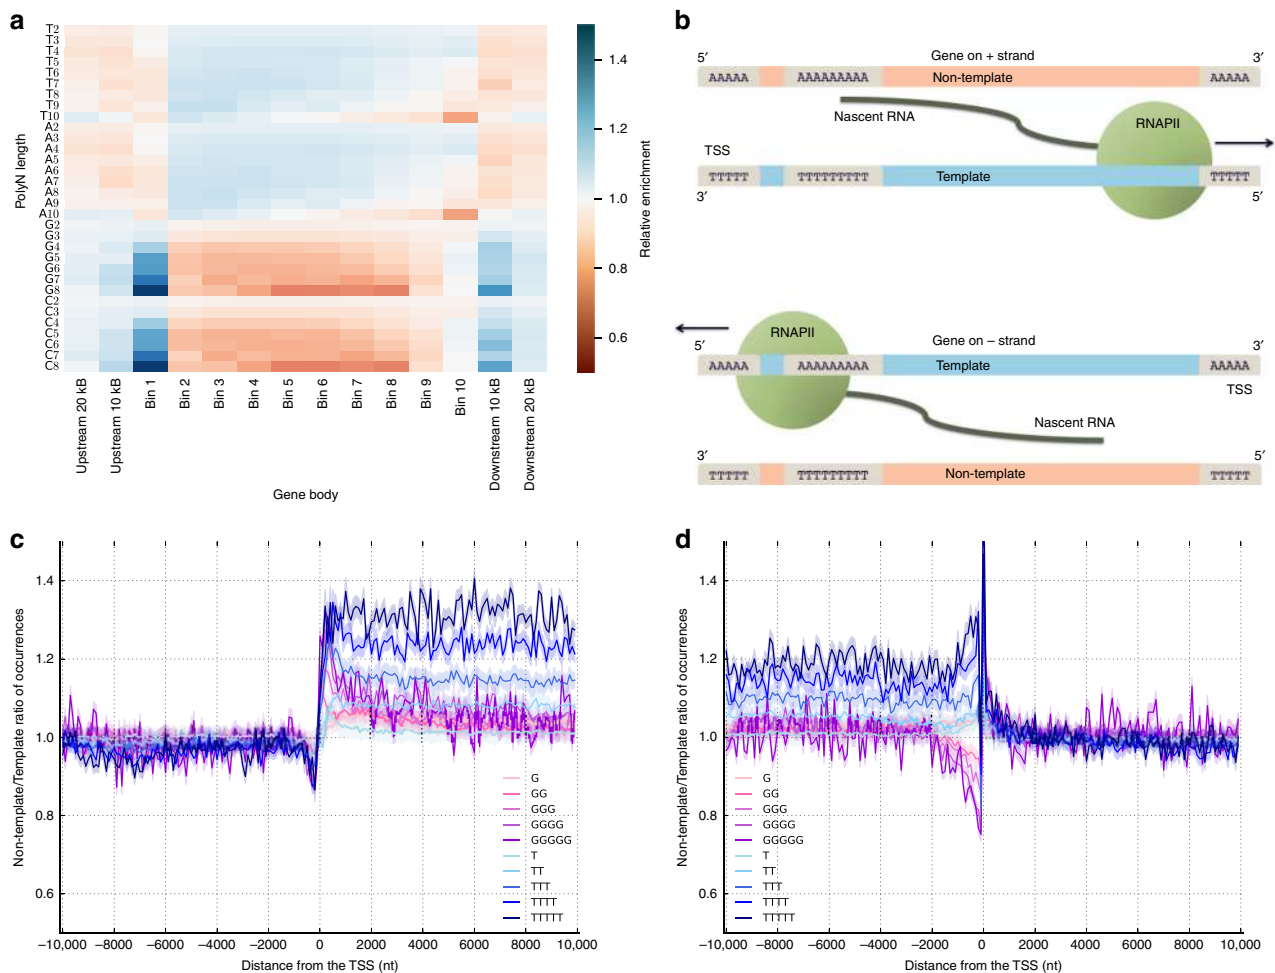 a
PolyN length
T2
T3
T4
T5
T6
T7
T8
T9
T10
A2
A3
A4
A5
A6
A7
A8
A9
A10
G2
G3
G4
G5
G6
G7
G8
C2
C3
C4
C5
C6
C7
C8
Upstream 20 kB
Upstream 10 kB
Bin 1
Bin 2
Bin 3
Bin 4
Bin 5
Bin 6
Bin 7
Bin 8
Bin 9
Bin 10
Downstream 10 kB
Downstream 20 kB
Gene body
1.4
1.2
1.0
0.8
0.6
Relative enrichment
b
5′ Gene on + strand 3′
AAAAA AAAAAAAAA Non-template AAAAA
Nascent RNA RNAPII
TSS
TTTTT TTTTTTTTT Template TTTTT
3′ 5′
RNAPII
5′ Gene on – strand 3′
AAAAA AAAAAAAAA Template AAAAA
TSS
Nascent RNA
3′ 5′
TTTTT TTTTTTTTT Non-template TTTTT
c
Non-template/Template ratio of occurrences
1.4
1.2
1.0
0.8
0.6
G
GG
GGG
GGGG
GGGGG
T
TT
TTT
TTTT
TTTTT
–10,000 –8000 –6000 –4000 –2000 0 2000 4000 6000 8000 10,000
Distance from the TSS (nt)
d
Non-template/Template ratio of occurrences
1.4
1.2
1.0
0.8
0.6
G
GG
GGG
GGGG
GGGGG
T
TT
TTT
TTTT
TTTTT
–10,000 –8000 –6000 –4000 –2000 0 2000 4000 6000 8000 10,000
Distance from the TSS (nt)